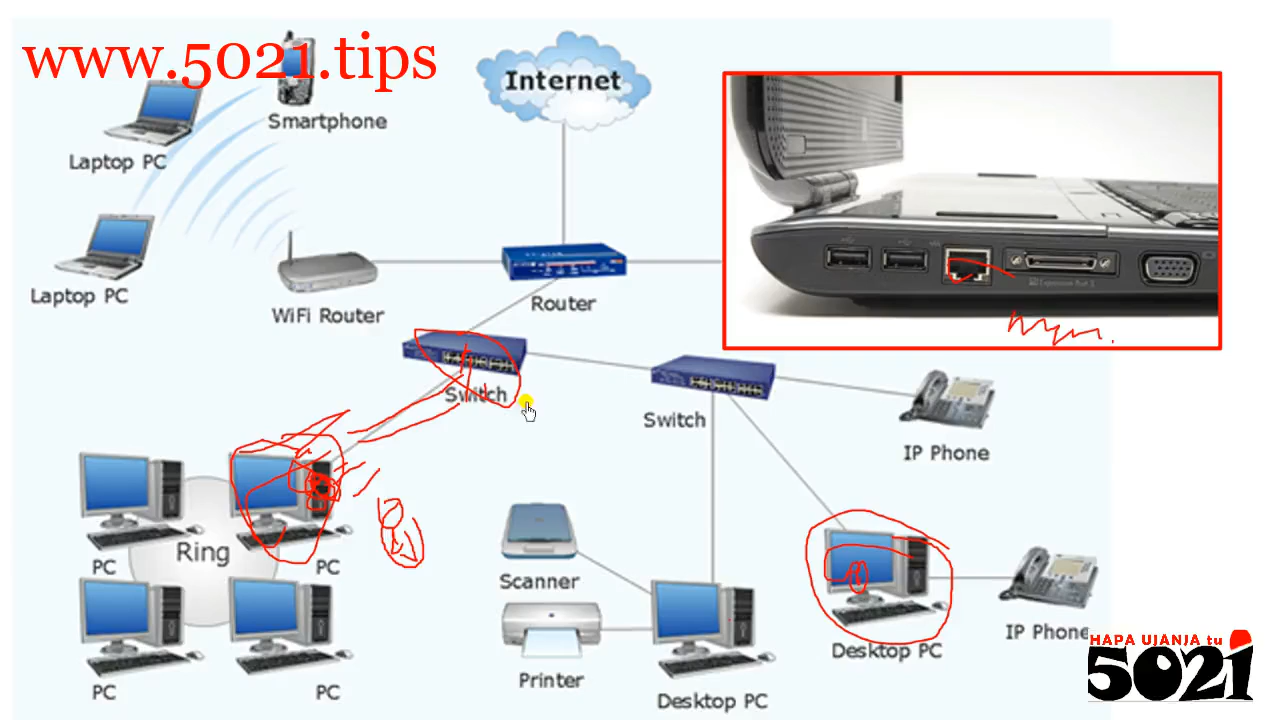 www.5021.tips
Internet
Smartphone
Laptop PC
Laptop PC
WiFi Router
Router
Switch
Switch
IP Phone
PC
Ring
PC
Scanner
Printer
PC
PC
Desktop PC
Desktop PC
IP Phone
HAPA UJANJA tu
5021